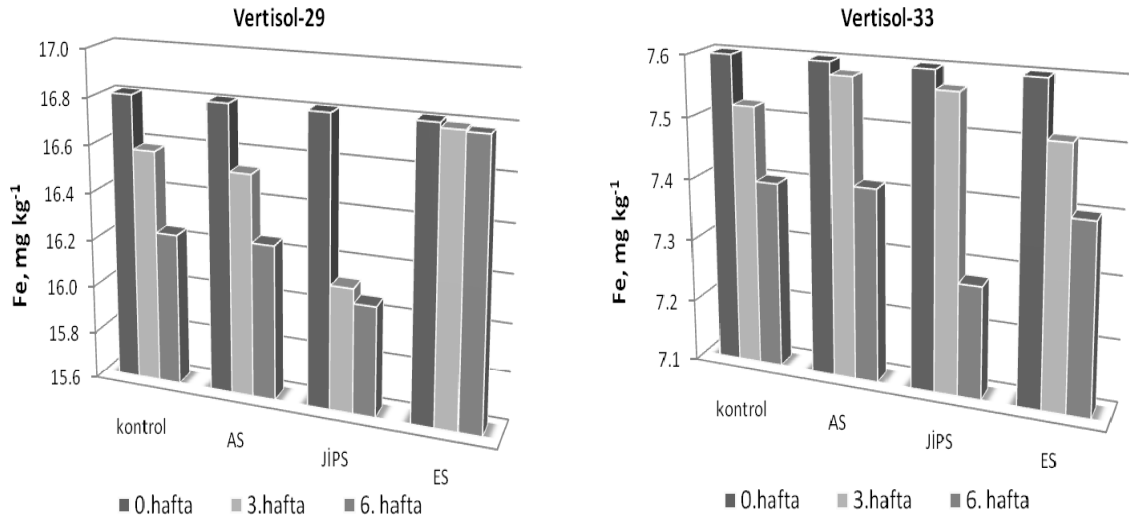 Vertisol-29
Fe, mg kg⁻¹
17.0
16.8
16.6
16.4
16.2
16.0
15.8
15.6
kontrol
AS
JİPS
ES
0.hafta 3.hafta 6. hafta
Vertisol-33
Fe, mg kg⁻¹
7.6
7.5
7.4
7.3
7.2
7.1
kontrol
AS
JİPS
ES
0.hafta 3.hafta 6. hafta